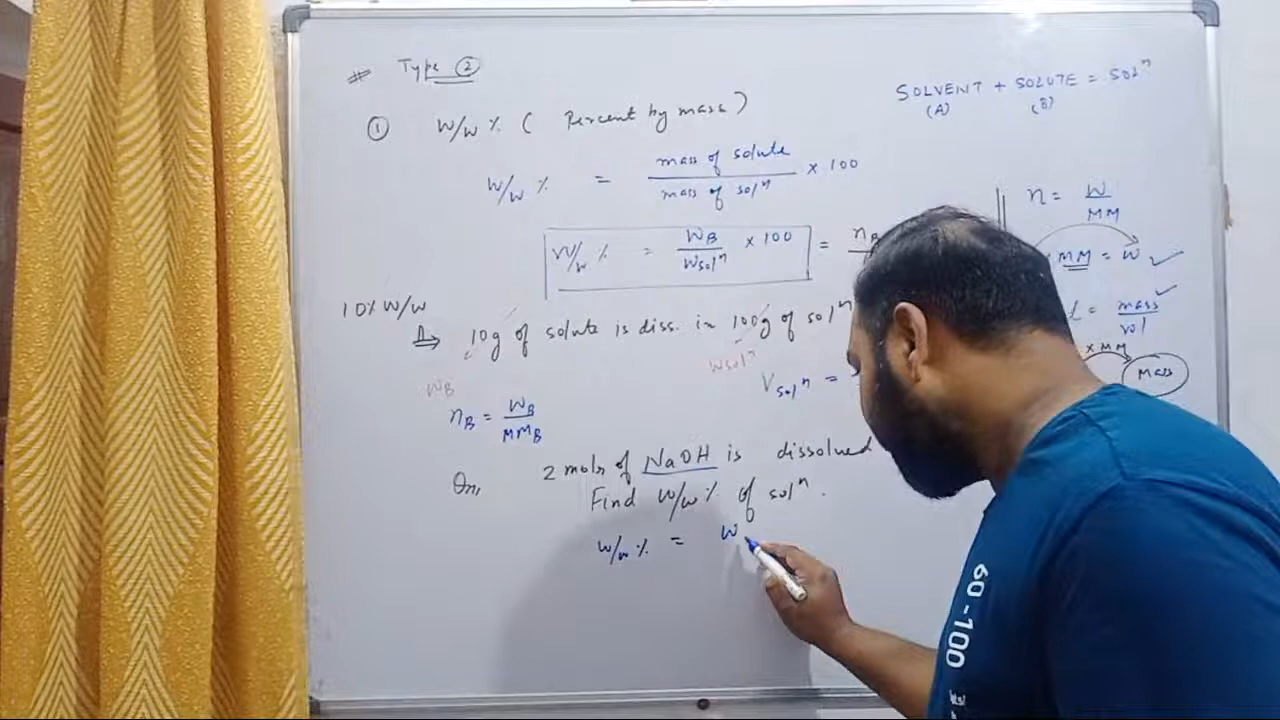 # Type ②
SOLVENT + SOLUTE = SOLⁿ
(A) (B)
① W/W % ( Percent by mass )
W/W % = mass of solute / mass of solⁿ × 100
n = W / MM
W/W % = W_B / W_solⁿ × 100 = n_B
MM = W ✓
10% W/W
⇒ 10g of solute is diss. in 100g of solⁿ
W_B W_solⁿ
mass / vol
× MM
Mass
V_solⁿ =
n_B = W_B / MM_B
Qn, 2 moles of NaOH is dissolved
Find W/W % of solⁿ .
W/W % = W
60-100